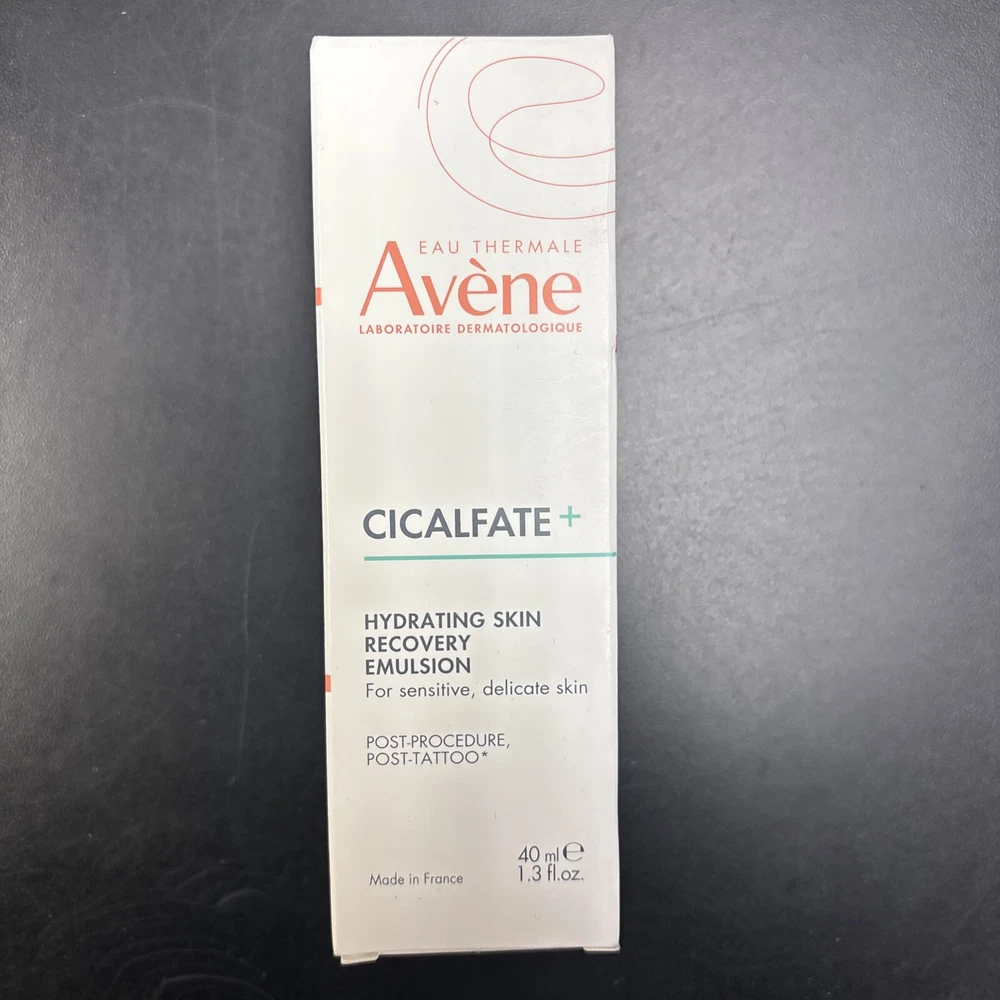 EAU THERMALE
Avène
LABORATOIRE DERMATOLOGIQUE
CICALFATE+
HYDRATING SKIN
RECOVERY
EMULSION
For sensitive, delicate skin
POST-PROCEDURE,
POST-TATTOO*
40 ml ℮
1.3 fl.oz.
Made in France